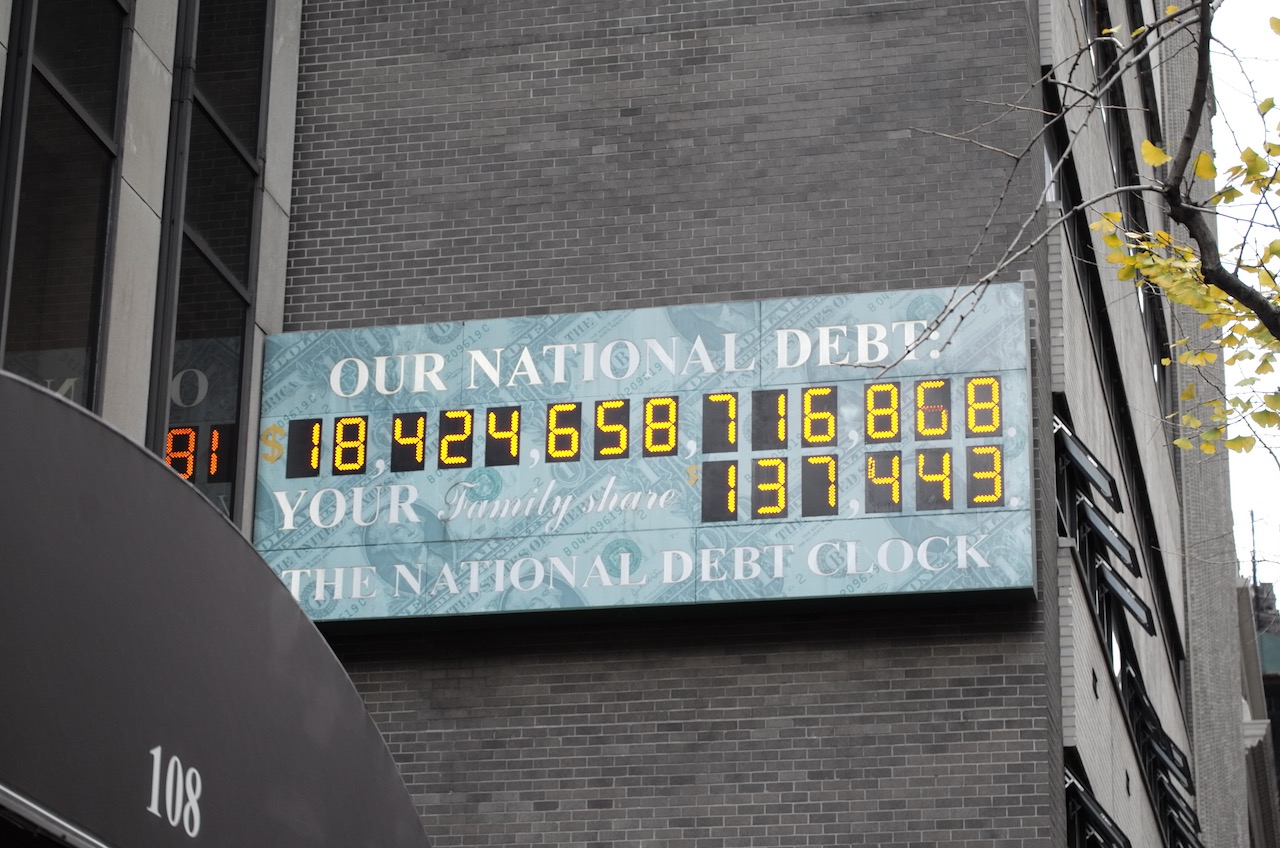 OUR NATIONAL DEBT:
$18,424,658,716,868.
YOUR Family share $137,443.
THE NATIONAL DEBT CLOCK
108